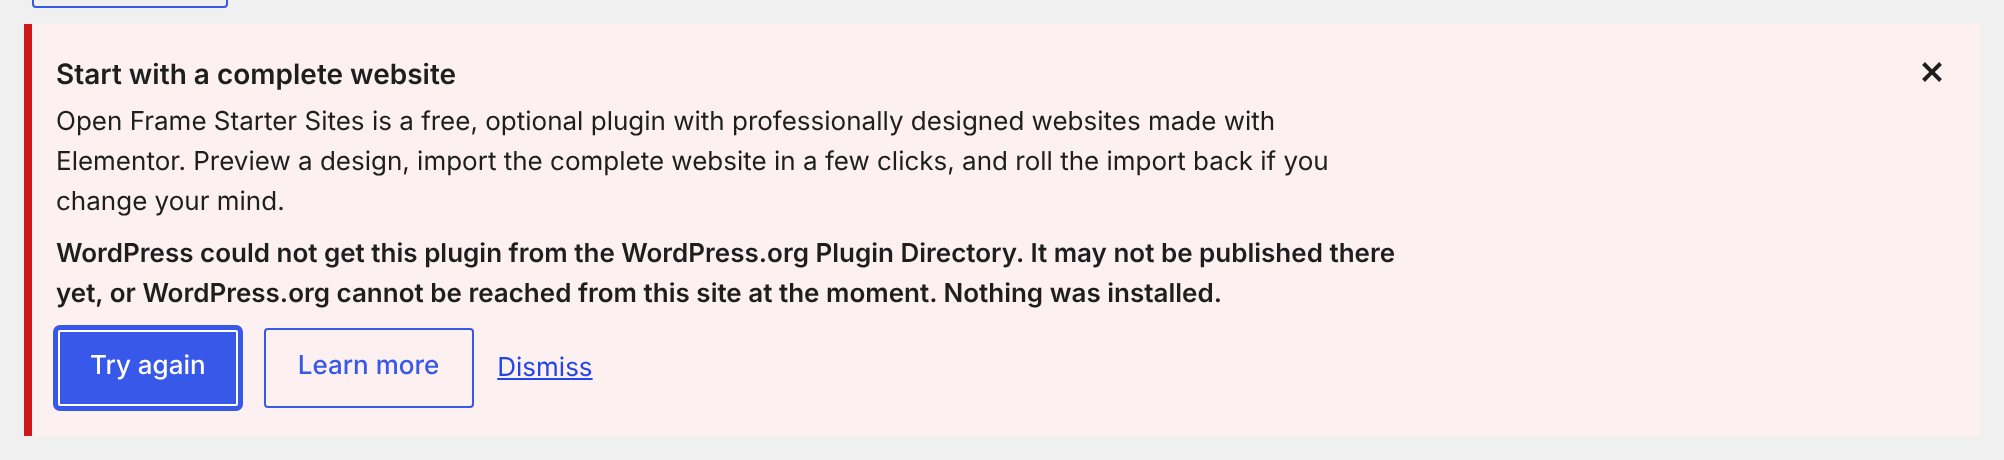 Start with a complete website
Open Frame Starter Sites is a free, optional plugin with professionally designed websites made with
Elementor. Preview a design, import the complete website in a few clicks, and roll the import back if you
change your mind.
WordPress could not get this plugin from the WordPress.org Plugin Directory. It may not be published there
yet, or WordPress.org cannot be reached from this site at the moment. Nothing was installed.
Try again Learn more Dismiss